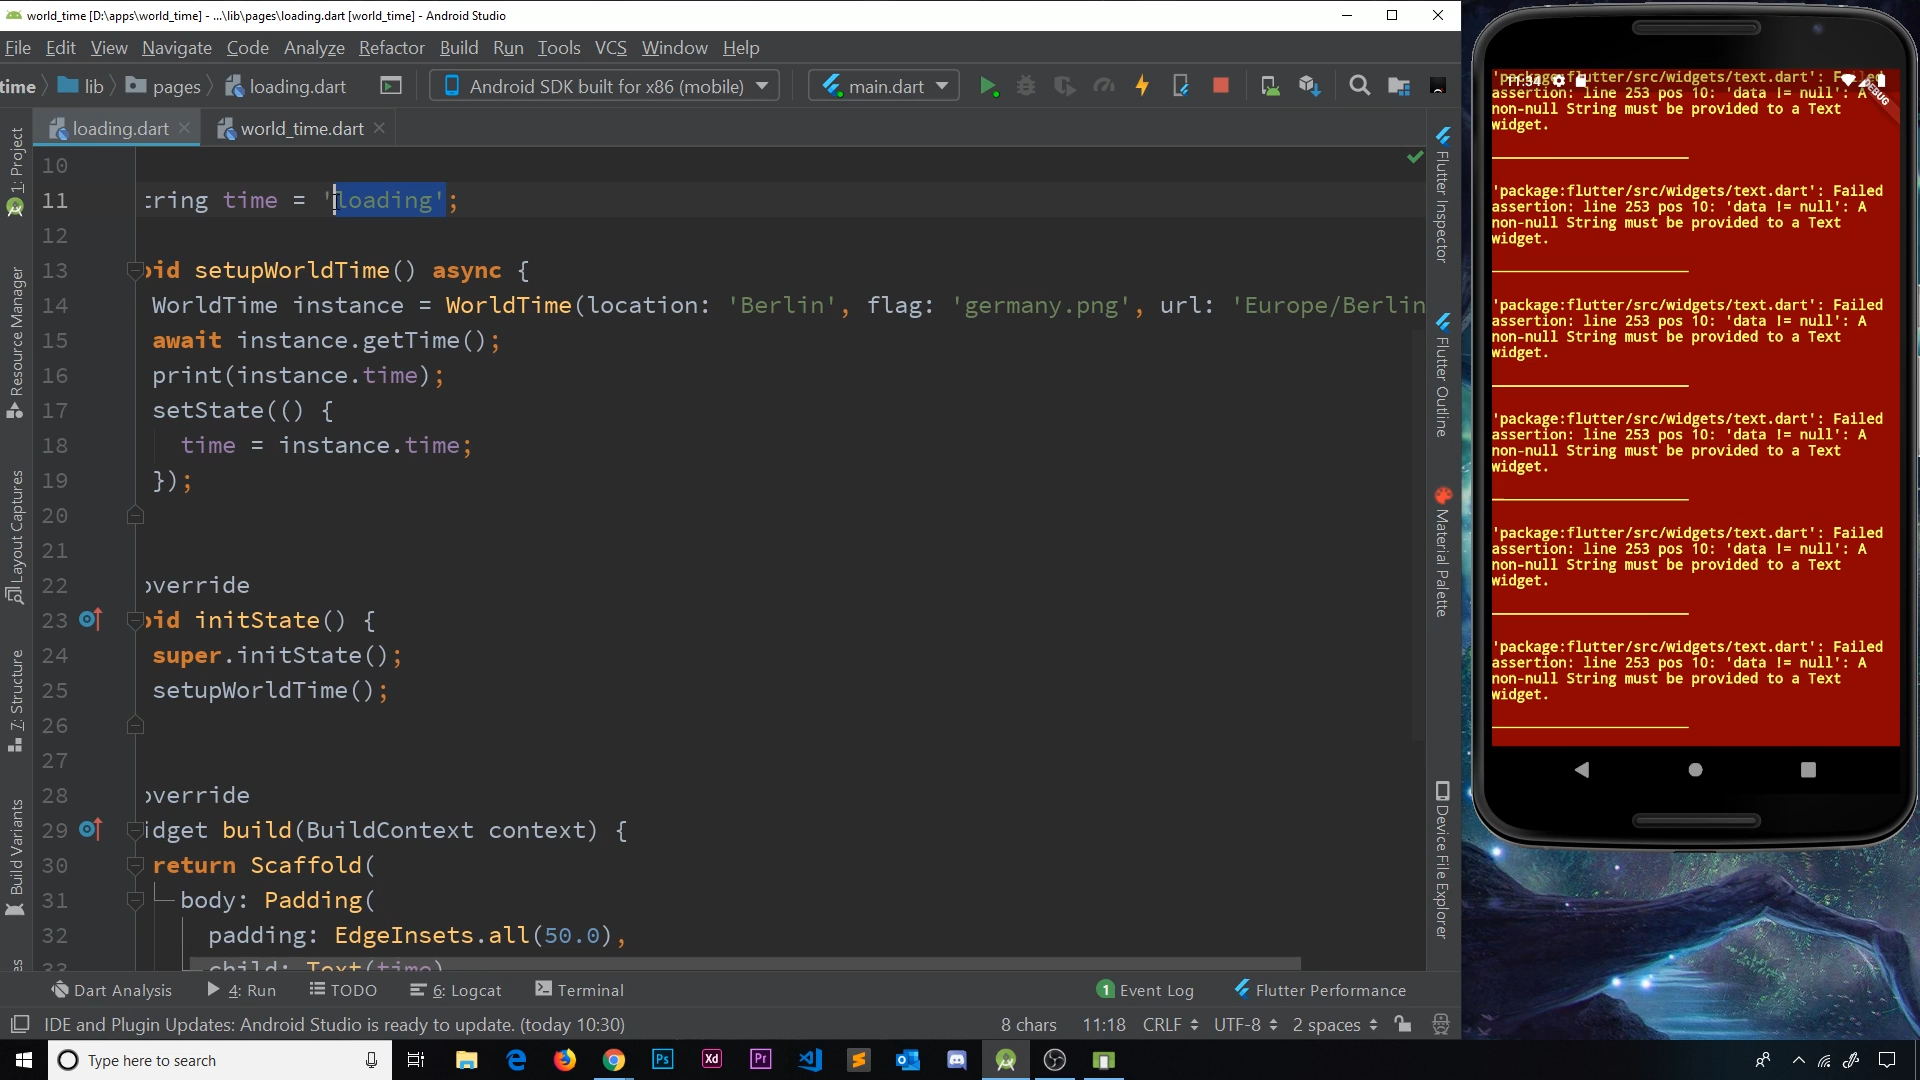 world_time [D:\apps\world_time] - ...\lib\pages\loading.dart [world_time] - Android Studio
File Edit View Navigate Code Analyze Refactor Build Run Tools VCS Window Help
time lib pages loading.dart Android SDK built for x86 (mobile) main.dart
loading.dart world_time.dart
1: Project
Resource Manager
Layout Captures
7: Structure
Build Variants
10
11 tring time = 'loading';
12
13 oid setupWorldTime() async {
14 WorldTime instance = WorldTime(location: 'Berlin', flag: 'germany.png', url: 'Europe/Berlin
15 await instance.getTime();
16 print(instance.time);
17 setState(() {
18 time = instance.time;
19 });
20
21
22 override
23 oid initState() {
24 super.initState();
25 setupWorldTime();
26
27
28 override
29 idget build(BuildContext context) {
30 return Scaffold(
31 body: Padding(
32 padding: EdgeInsets.all(50.0),
33 child: Text(time)
Flutter Inspector
Flutter Outline
Material Palette
Device File Explorer
Dart Analysis 4: Run TODO 6: Logcat Terminal 1 Event Log Flutter Performance
IDE and Plugin Updates: Android Studio is ready to update. (today 10:30) 8 chars 11:18 CRLF UTF-8 2 spaces
Type here to search
Ps Xd Pr
11:34
DEBUG
'package:flutter/src/widgets/text.dart': Failed
assertion: line 253 pos 10: 'data != null': A
non-null String must be provided to a Text
widget.
'package:flutter/src/widgets/text.dart': Failed
assertion: line 253 pos 10: 'data != null': A
non-null String must be provided to a Text
widget.
'package:flutter/src/widgets/text.dart': Failed
assertion: line 253 pos 10: 'data != null': A
non-null String must be provided to a Text
widget.
'package:flutter/src/widgets/text.dart': Failed
assertion: line 253 pos 10: 'data != null': A
non-null String must be provided to a Text
widget.
'package:flutter/src/widgets/text.dart': Failed
assertion: line 253 pos 10: 'data != null': A
non-null String must be provided to a Text
widget.
'package:flutter/src/widgets/text.dart': Failed
assertion: line 253 pos 10: 'data != null': A
non-null String must be provided to a Text
widget.